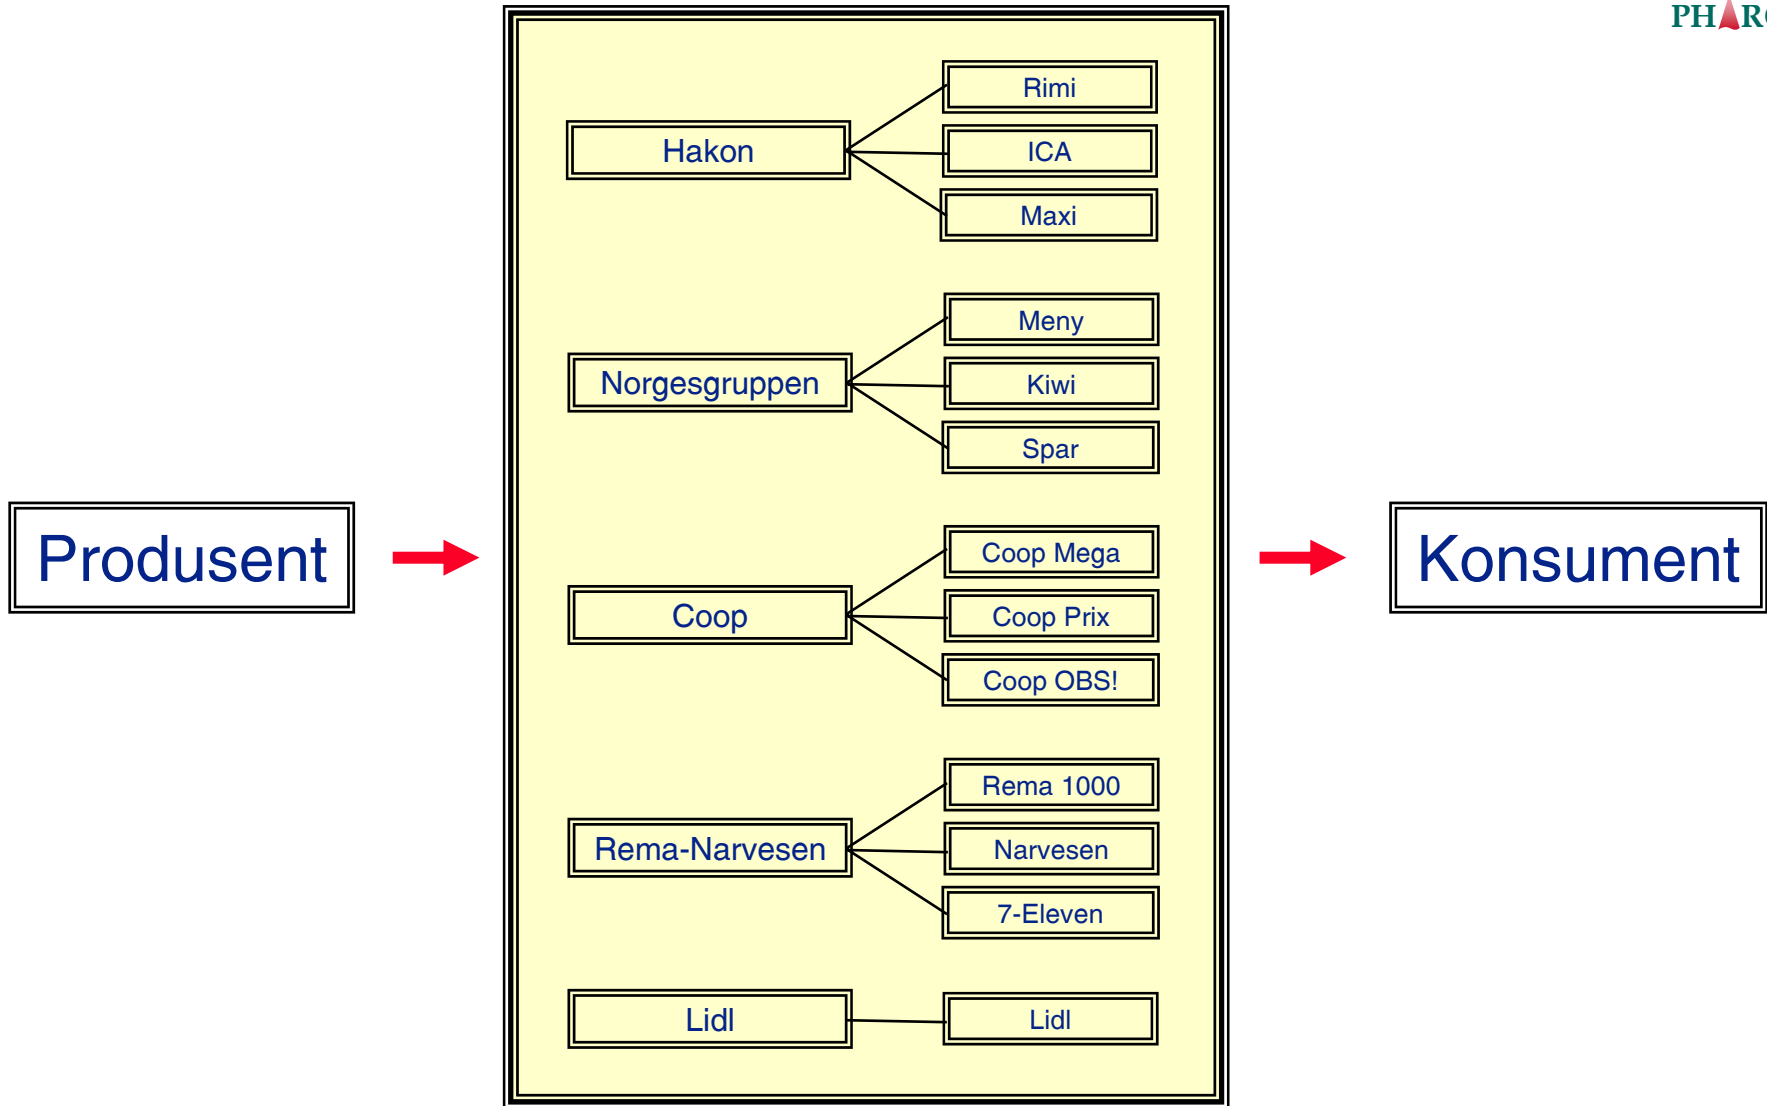 Rimi
Hakon
ICA
Maxi
Meny
Norgesgruppen
Kiwi
Spar
Produsent
Coop Mega
Coop
Coop Prix
Coop OBS!
Konsument
Rema 1000
Rema-Narvesen
Narvesen
7-Eleven
Lidl
Lidl